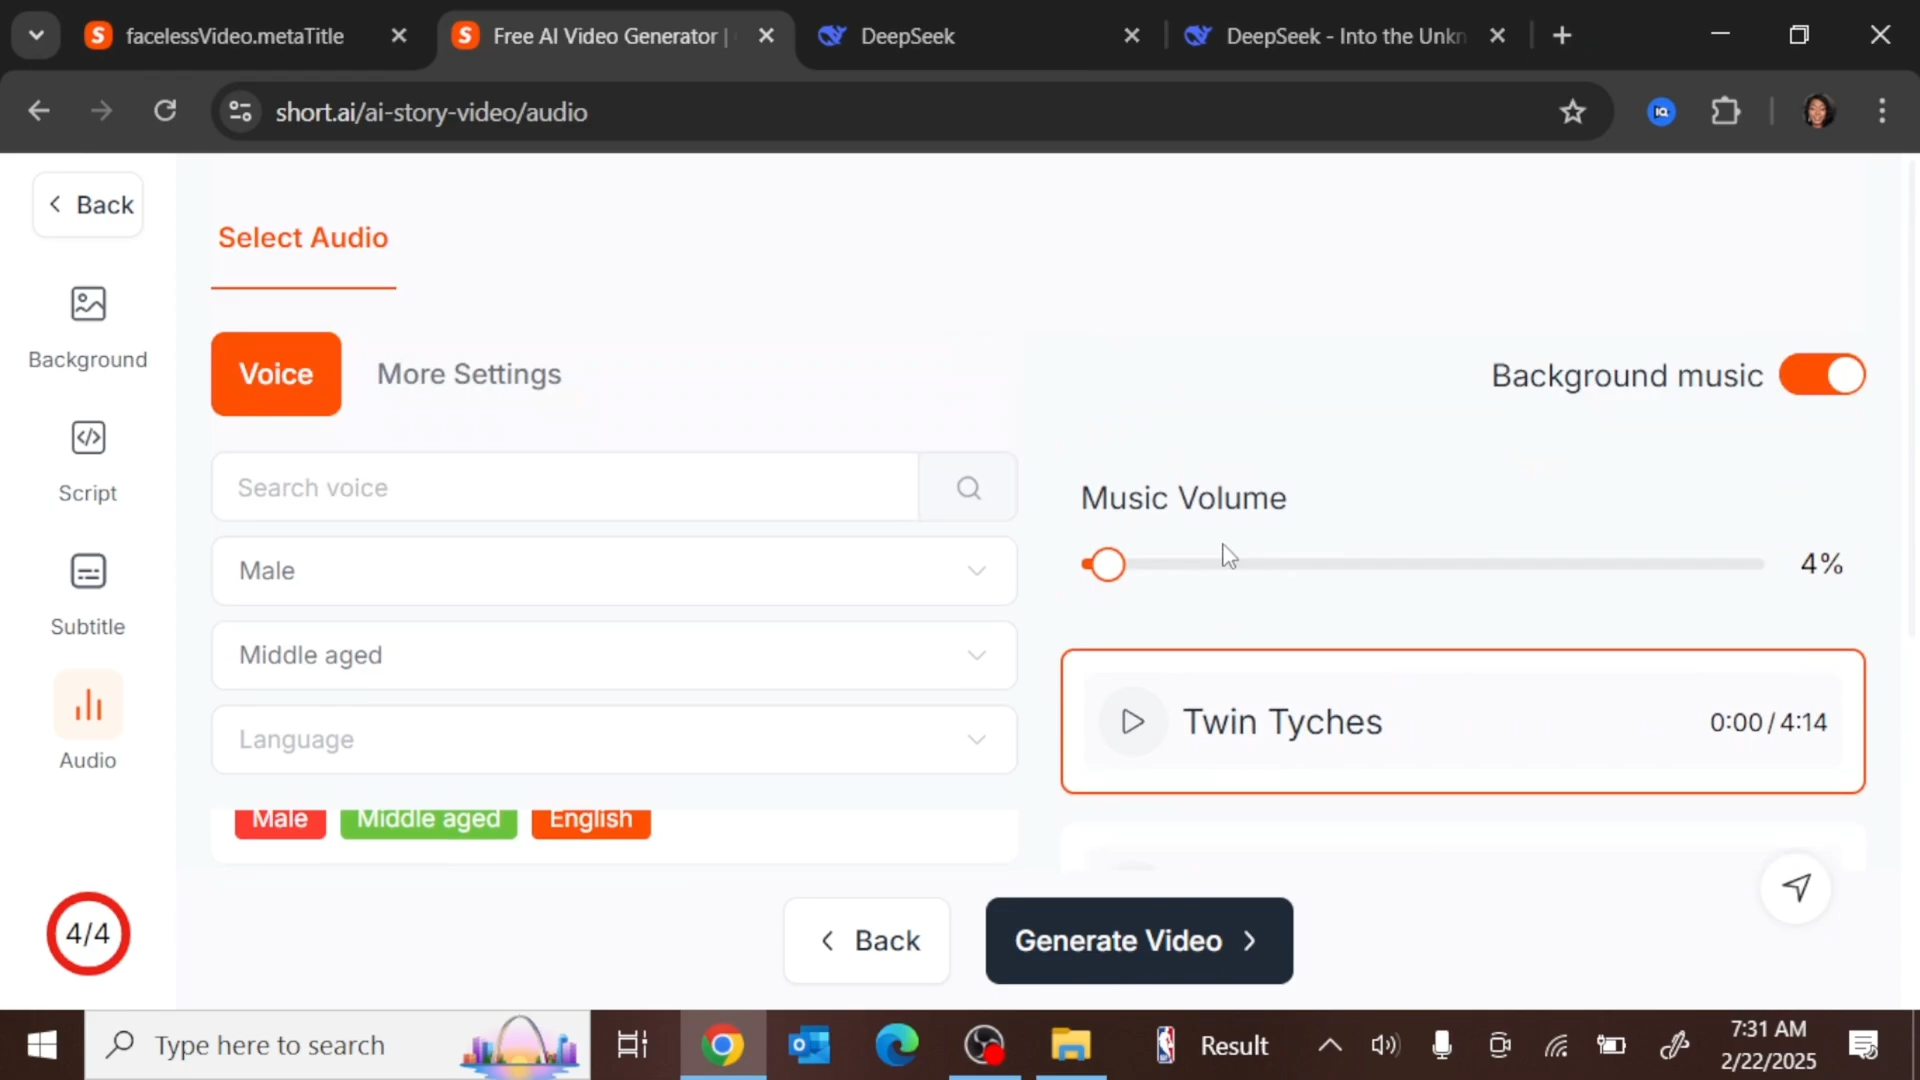 facelessVideo.metaTitle
Free AI Video Generator |
DeepSeek
DeepSeek - Into the Unkn
short.ai/ai-story-video/audio
Back
Select Audio
Background
Voice
More Settings
Background music
Script
Search voice
Music Volume
4%
Male
Subtitle
Middle aged
Twin Tyches
0:00 / 4:14
Language
Audio
Male
Middle aged
English
4/4
Back
Generate Video
Type here to search
Result
7:31 AM
2/22/2025